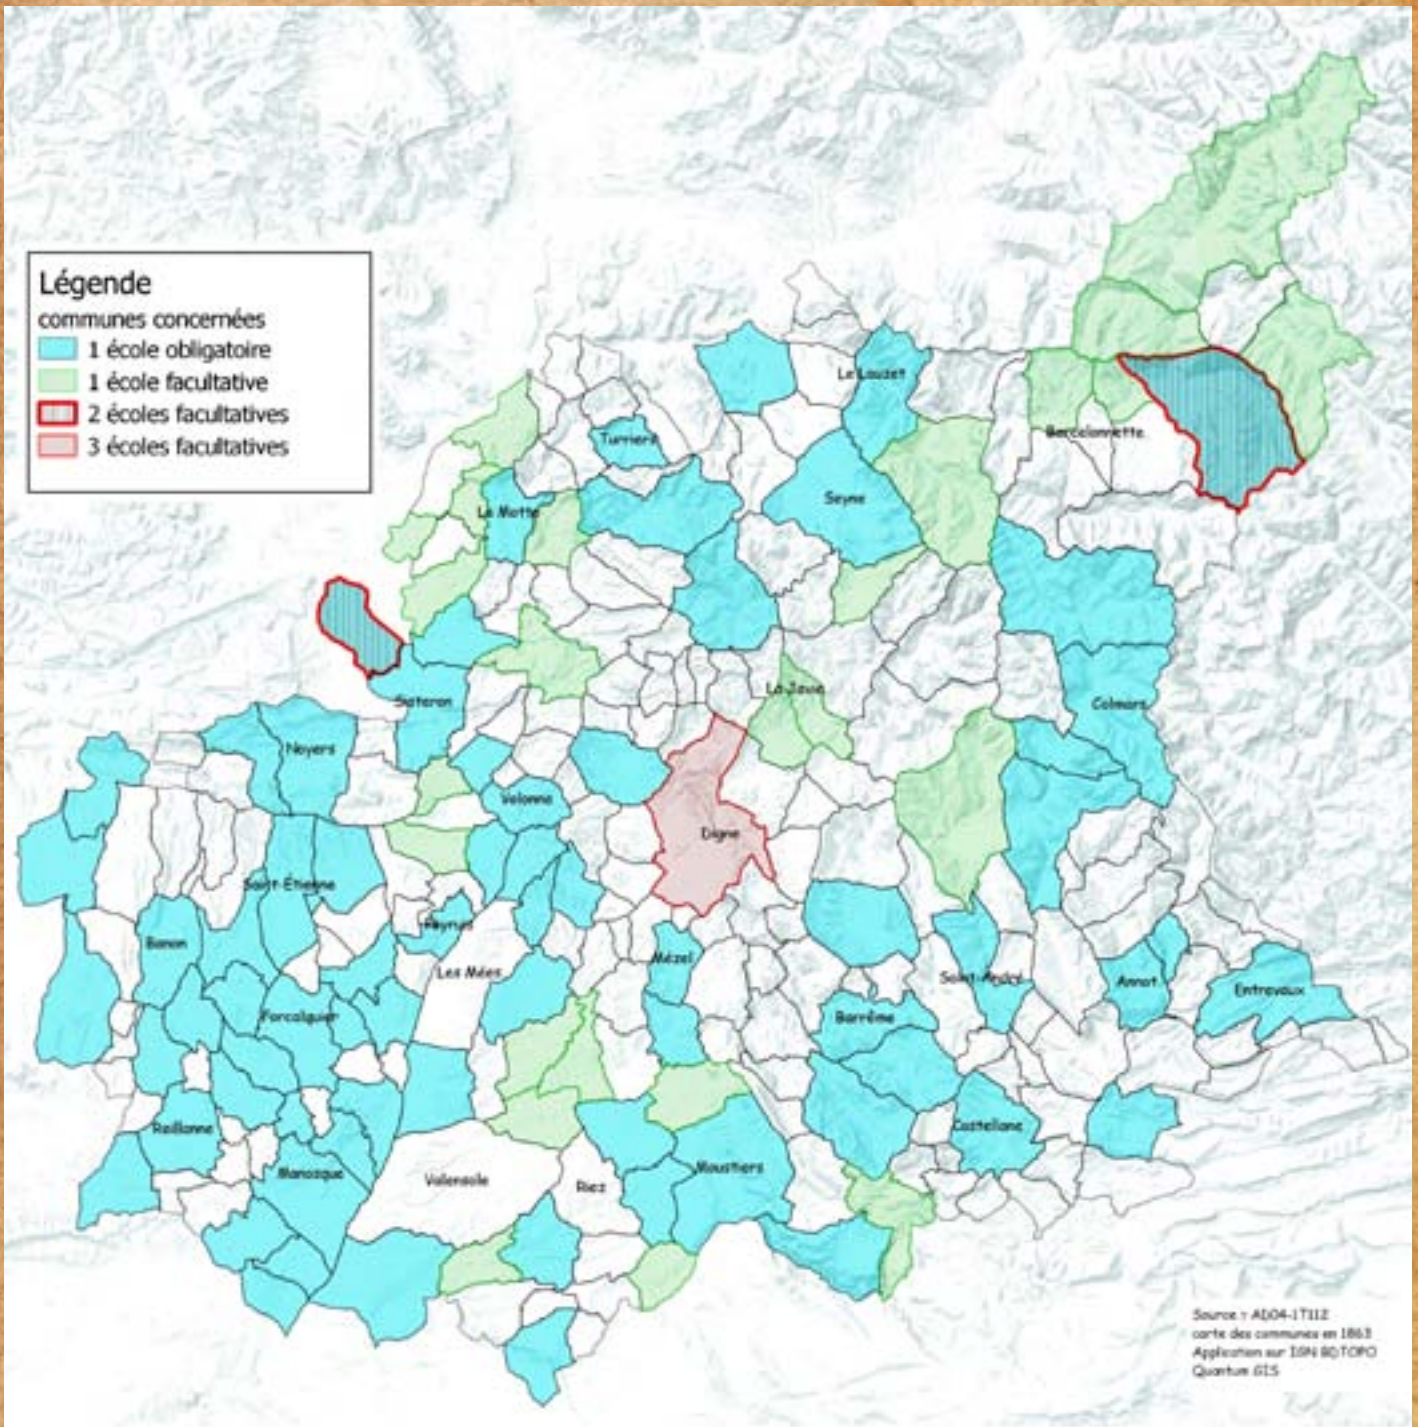 Légende
communes concernées
1 école obligatoire
1 école facultative
2 écoles facultatives
3 écoles facultatives
Le Lauzet
Turriers
Barcelonnette
La Motte
Seyne
La Javie
Sisteron
Colmars
Noyers
Volonne
Digne
Saint-Étienne
Peyruis
Banon
Les Mées
Mézel
Saint-André
Annot
Entrevaux
Forcalquier
Barrême
Reillanne
Castellane
Manosque
Valensole
Riez
Moustiers
Source : AD04-1T112
carte des communes en 1863
Application sur IGN BDTOPO
Quantum GIS